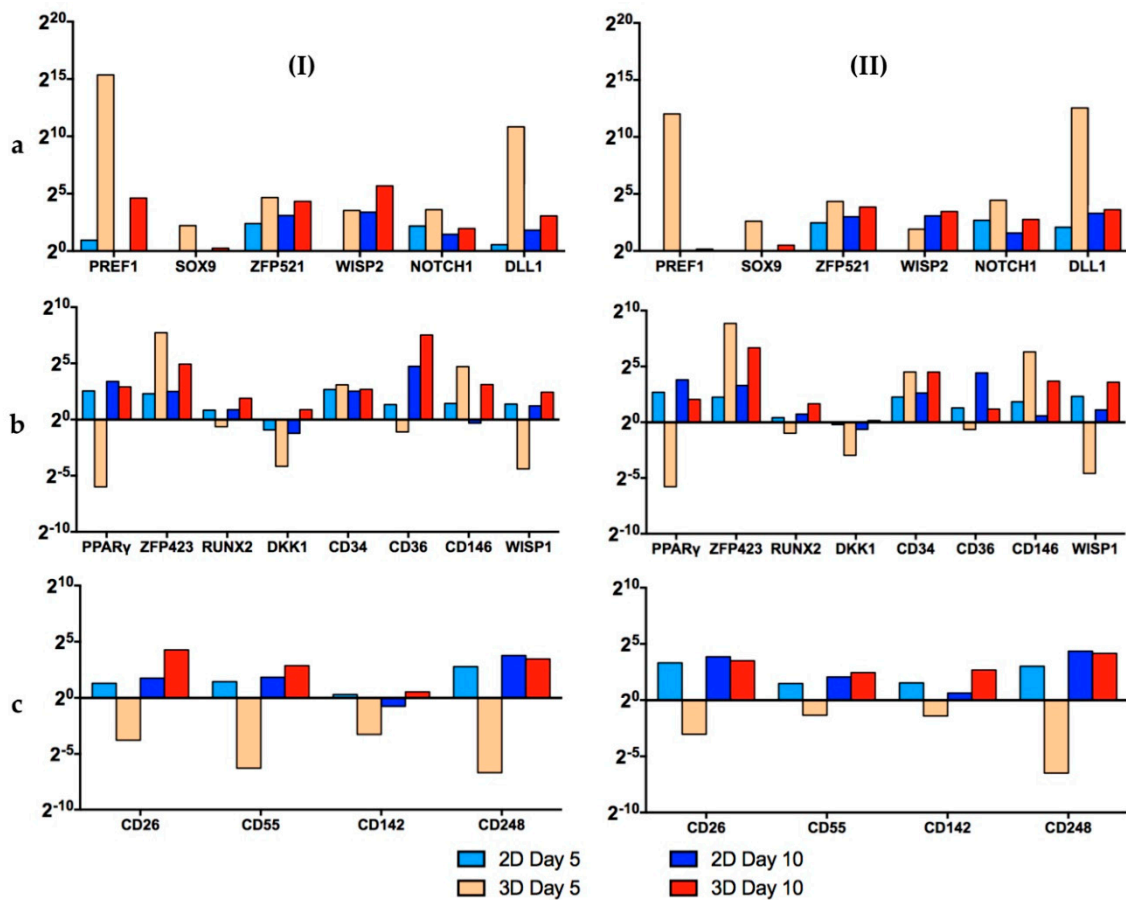 (I) (II)
a
2^20 2^15 2^10 2^5 2^0
PREF1 SOX9 ZFP521 WISP2 NOTCH1 DLL1
2^20 2^15 2^10 2^5 2^0
PREF1 SOX9 ZFP521 WISP2 NOTCH1 DLL1
b
2^10 2^5 2^0 2^-5 2^-10
PPARγ ZFP423 RUNX2 DKK1 CD34 CD36 CD146 WISP1
2^10 2^5 2^0 2^-5 2^-10
PPARγ ZFP423 RUNX2 DKK1 CD34 CD36 CD146 WISP1
c
2^10 2^5 2^0 2^-5 2^-10
CD26 CD55 CD142 CD248
2^10 2^5 2^0 2^-5 2^-10
CD26 CD55 CD142 CD248
2D Day 5 2D Day 10
3D Day 5 3D Day 10